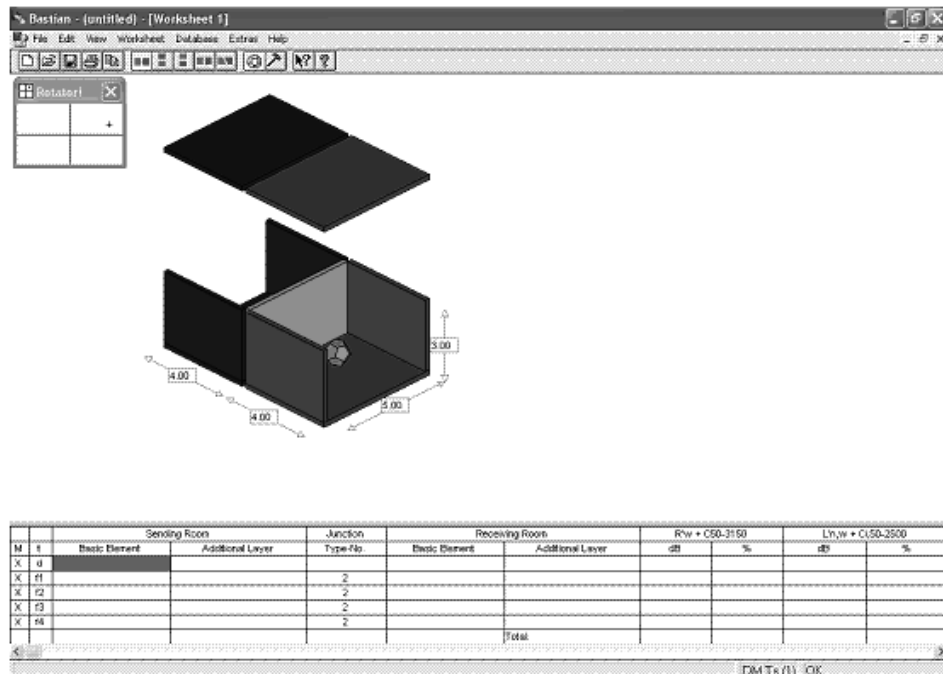 Bastian - (untitled) - [Worksheet 1]
File Edit View Worksheet Database Extras Help
Rotator!
3.00
4.00
5.00
4.00
Sending Room Junction Receiving Room R'w + C50-3150 L'n,w + Ci,50-2500
M t Basic Element Additional Layer Type-No. Basic Element Additional Layer dB % dB %
X d
X f1 2
X f2 2
X f3 2
X f4 2
Total
DM Ts (1) OK